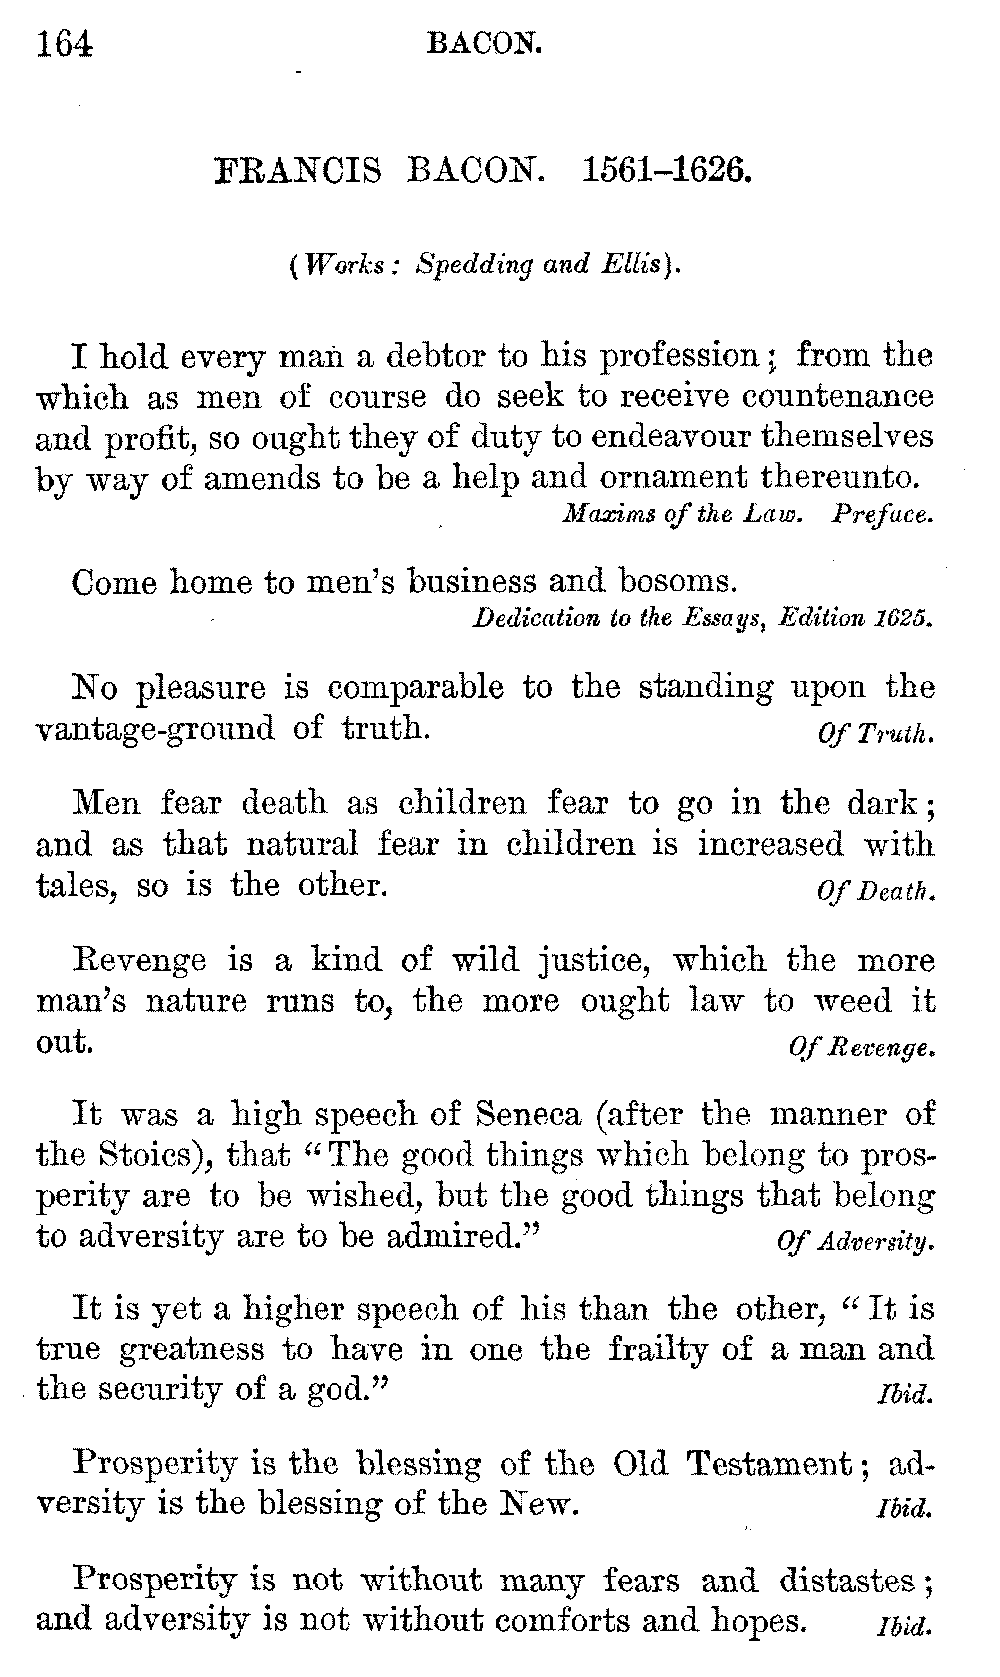 164 BACON.
FRANCIS BACON. 1561–1626.
(Works: Spedding and Ellis).
I hold every man a debtor to his profession; from the
which as men of course do seek to receive countenance
and profit, so ought they of duty to endeavour themselves
by way of amends to be a help and ornament thereunto.
Maxims of the Law. Preface.
Come home to men's business and bosoms.
Dedication to the Essays, Edition 1625.
No pleasure is comparable to the standing upon the
vantage-ground of truth. Of Truth.
Men fear death as children fear to go in the dark;
and as that natural fear in children is increased with
tales, so is the other. Of Death.
Revenge is a kind of wild justice, which the more
man's nature runs to, the more ought law to weed it
out. Of Revenge.
It was a high speech of Seneca (after the manner of
the Stoics), that "The good things which belong to pros-
perity are to be wished, but the good things that belong
to adversity are to be admired." Of Adversity.
It is yet a higher speech of his than the other, "It is
true greatness to have in one the frailty of a man and
the security of a god." Ibid.
Prosperity is the blessing of the Old Testament; ad-
versity is the blessing of the New. Ibid.
Prosperity is not without many fears and distastes;
and adversity is not without comforts and hopes. Ibid.